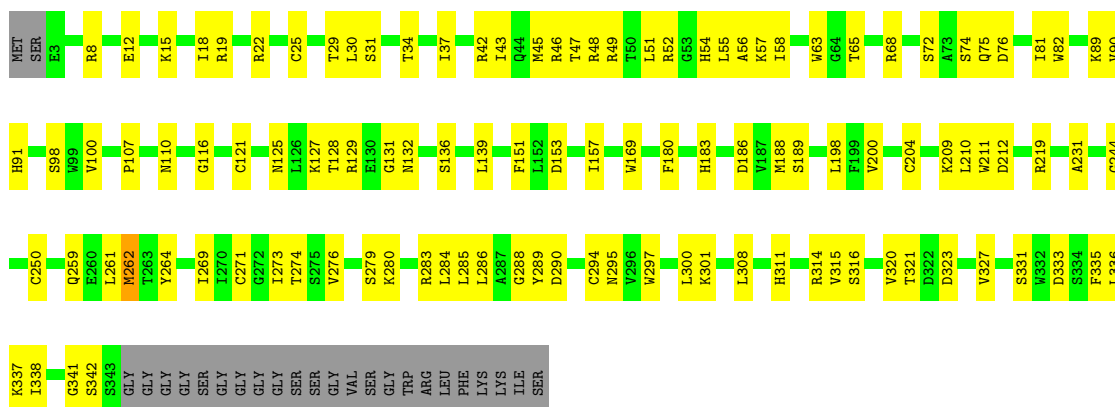 MET SER E3 R8 E12 K15 I18 R19 R22 C25 T29 L30 S31 T34 I37 R42 I43 Q44 M45 R46 T47 R48 R49 T50 L51 R52 G53 H54 L55 A56 K57 I58 W63 G64 T65 R68 S72 A73 S74 Q75 D76 I81 W82 K89
H91 S98 W99 V100 P107 N110 G116 C121 N125 L126 K127 T128 R129 E130 G131 N132 S136 L139 F151 L152 D153 I157 W169 F180 H183 D186 V187 M188 S189 L198 F199 V200 C204 K209 L210 W211 D212 R219 A231
C250 Q259 E260 L261 M262 T263 Y264 I269 I270 C271 G272 I273 T274 S275 V276 S279 K280 R283 L284 L285 L286 A287 G288 Y289 D290 C294 N295 V296 W297 L300 K301 L308 H311 R314 V315 S316 V320 T321 D322 D323 V327 S331 W332 D333 S334 F335
K337 I338 G341 S342 S343 GLY GLY GLY GLY SER GLY GLY GLY GLY SER SER GLY VAL SER GLY TRP ARG LEU PHE LYS LYS ILE SER